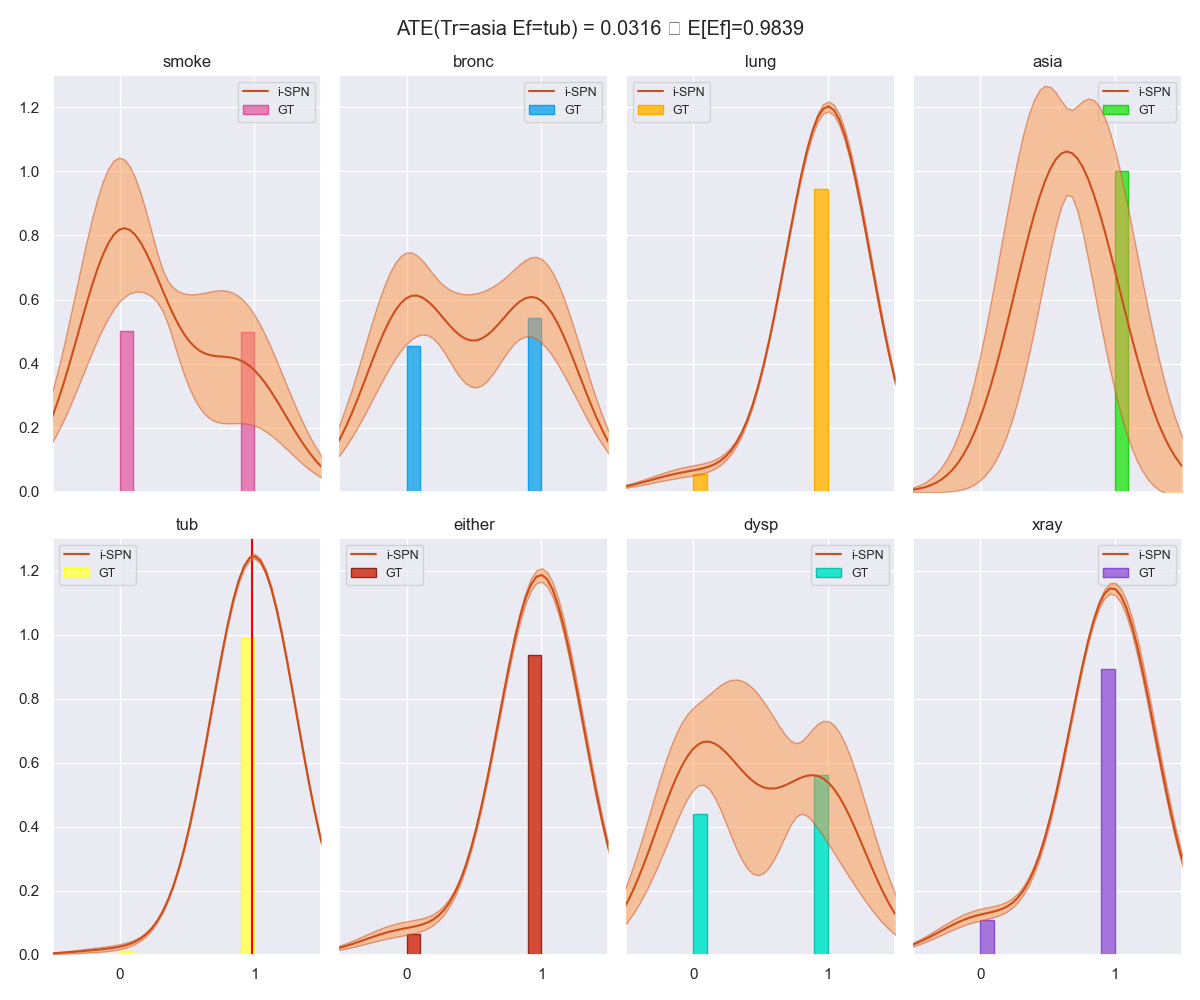 ATE(Tr=asia Ef=tub) = 0.0316 E[Ef]=0.9839
smoke
bronc
lung
asia
i-SPN
GT
i-SPN
GT
i-SPN
GT
i-SPN
GT
1.2
1.0
0.8
0.6
0.4
0.2
0.0
tub
either
dysp
xray
i-SPN
GT
i-SPN
GT
i-SPN
GT
i-SPN
GT
1.2
1.0
0.8
0.6
0.4
0.2
0.0
0 1
0 1
0 1
0 1